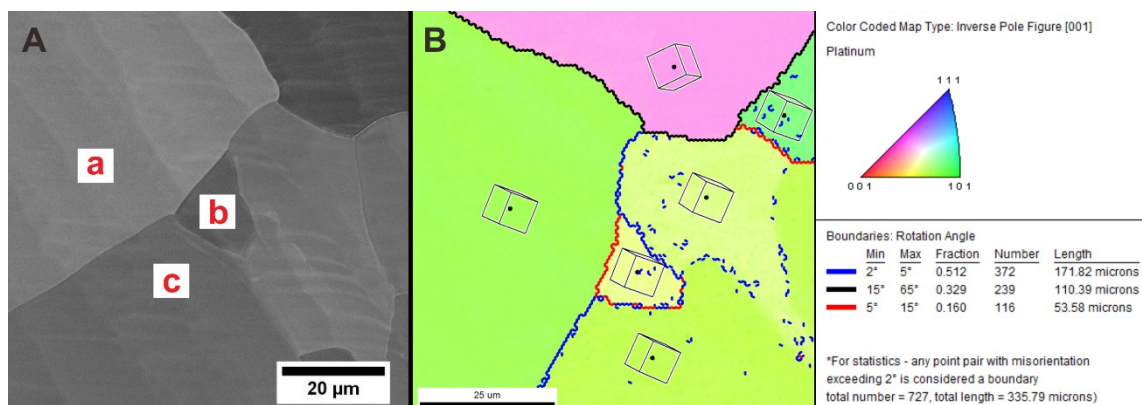 A
a
b
c
20 µm
B
25 um
Color Coded Map Type: Inverse Pole Figure [001]
Platinum
1 1 1
0 0 1
1 0 1
Boundaries: Rotation Angle
Min Max Fraction Number Length
2° 5° 0.512 372 171.82 microns
15° 65° 0.329 239 110.39 microns
5° 15° 0.160 116 53.58 microns
*For statistics - any point pair with misorientation
exceeding 2° is considered a boundary
total number = 727, total length = 335.79 microns)